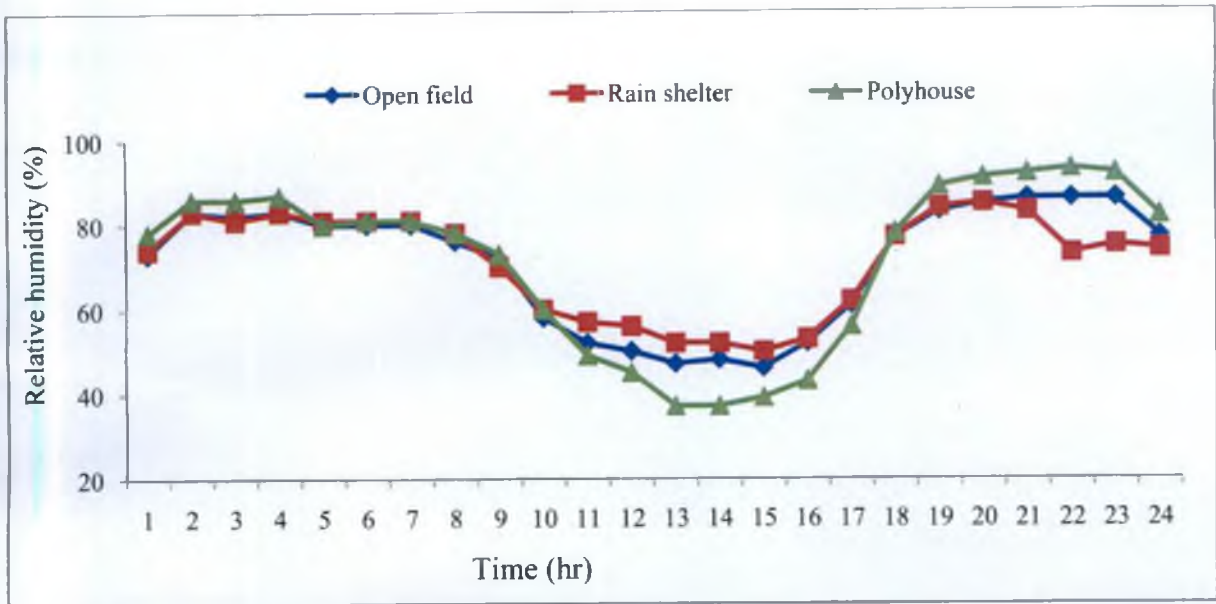 Open field Rain shelter Polyhouse
Relative humidity (%)
100
80
60
40
20
1 2 3 4 5 6 7 8 9 10 11 12 13 14 15 16 17 18 19 20 21 22 23 24
Time (hr)